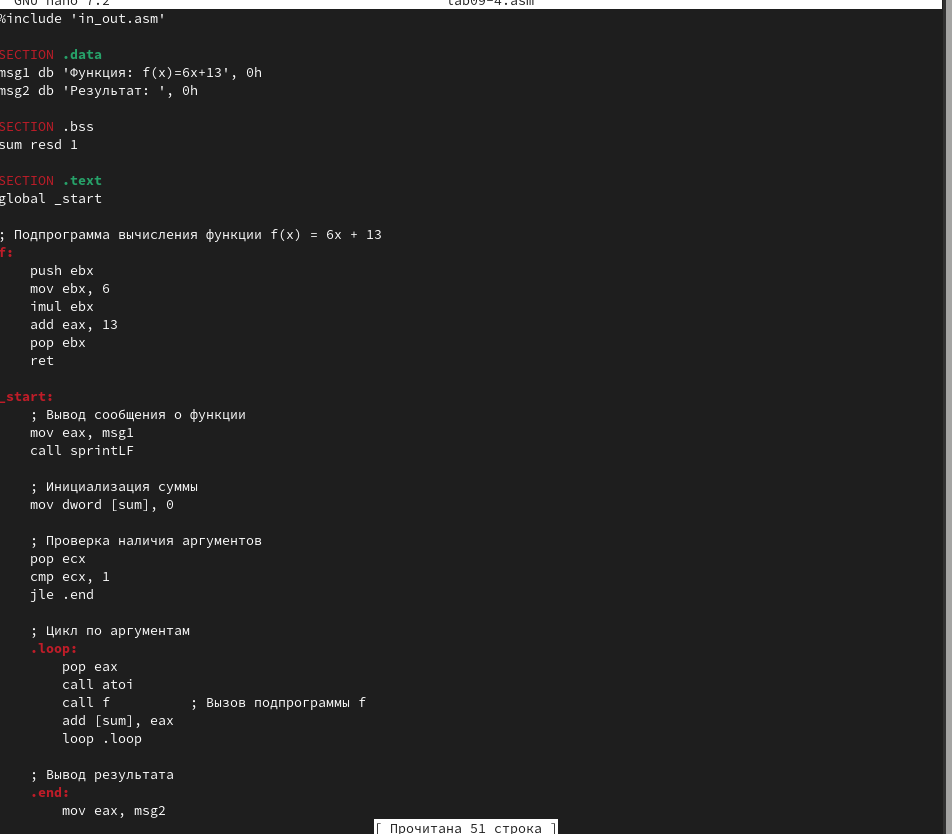 GNU nano 7.2 lab09-4.asm
%include 'in_out.asm'
SECTION .data
msg1 db 'Функция: f(x)=6x+13', 0h
msg2 db 'Результат: ', 0h
SECTION .bss
sum resd 1
SECTION .text
global _start
; Подпрограмма вычисления функции f(x) = 6x + 13
f:
push ebx
mov ebx, 6
imul ebx
add eax, 13
pop ebx
ret
_start:
; Вывод сообщения о функции
mov eax, msg1
call sprintLF
; Инициализация суммы
mov dword [sum], 0
; Проверка наличия аргументов
pop ecx
cmp ecx, 1
jle .end
; Цикл по аргументам
.loop:
pop eax
call atoi
call f ; Вызов подпрограммы f
add [sum], eax
loop .loop
; Вывод результата
.end:
mov eax, msg2
[ Прочитана 51 строка ]